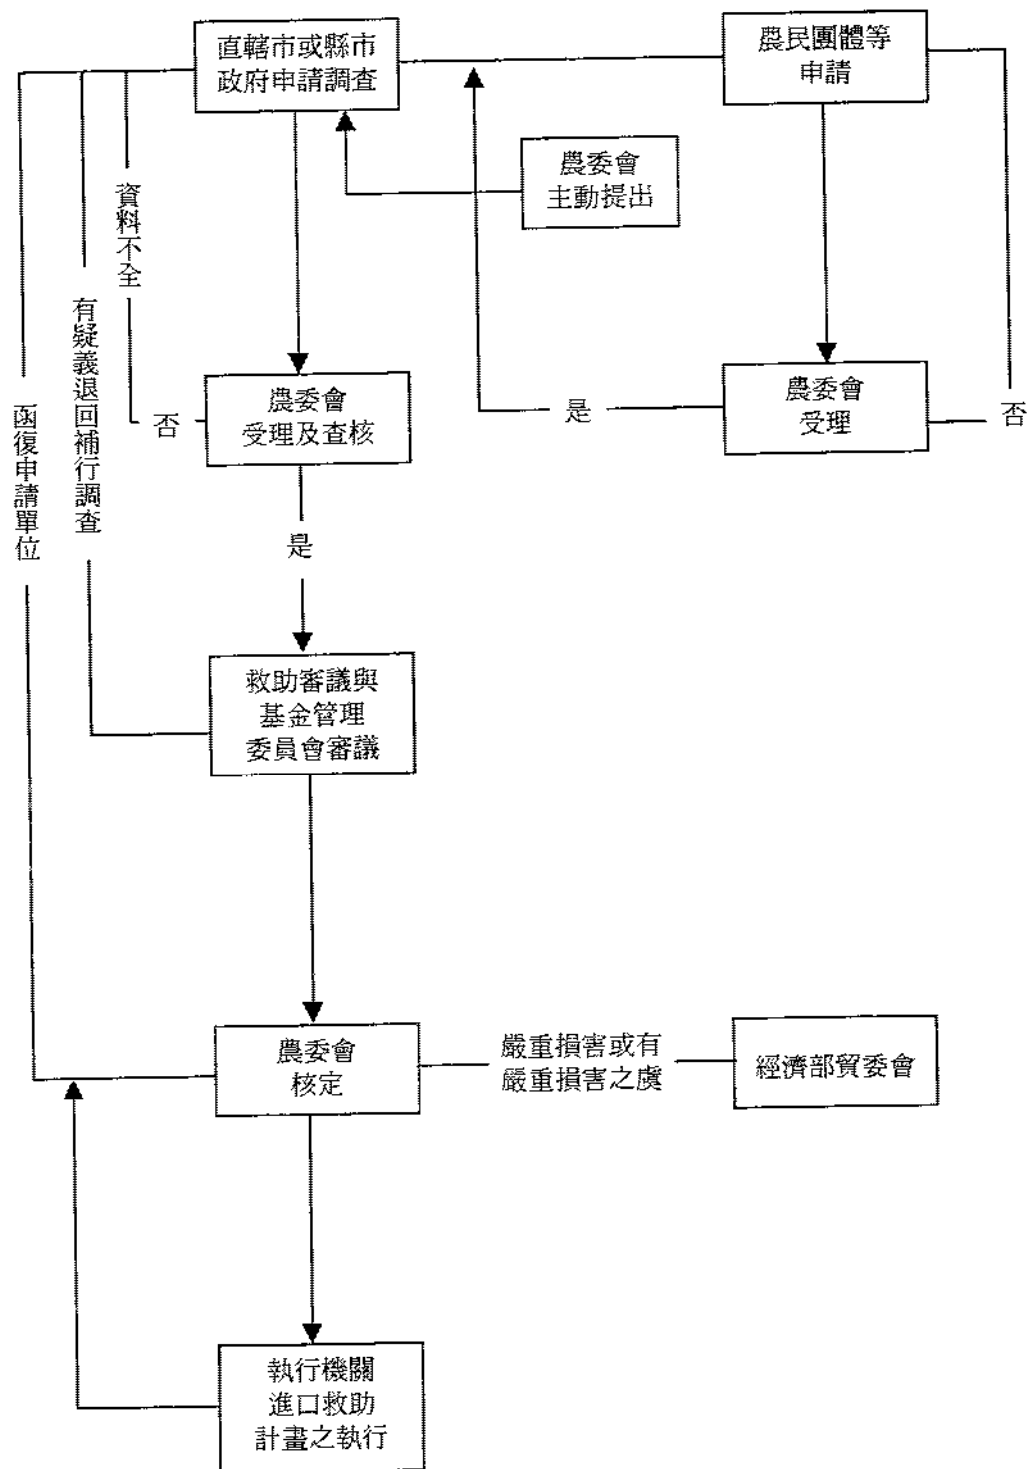 直轄市或縣市
政府申請調查
農民團體等
申請
農委會
主動提出
資料不全
有疑義退回補行調查
函復申請單位
農委會
受理及查核
否
是
農委會
受理
否
是
救助審議與
基金管理
委員會審議
農委會
核定
嚴重損害或有
嚴重損害之虞
經濟部貿委會
執行機關
進口救助
計畫之執行